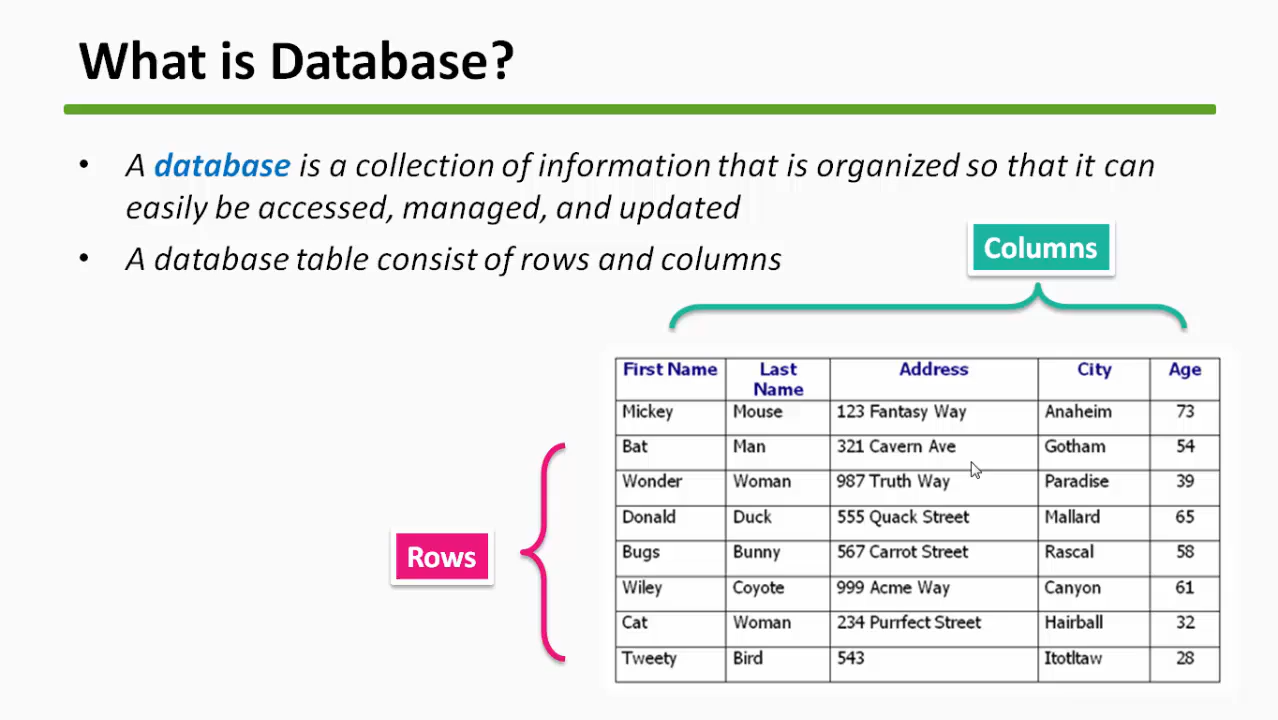 What is Database?
• A database is a collection of information that is organized so that it can
easily be accessed, managed, and updated
• A database table consist of rows and columns
Columns
First Name Last Name Address City Age
Mickey Mouse 123 Fantasy Way Anaheim 73
Bat Man 321 Cavern Ave Gotham 54
Wonder Woman 987 Truth Way Paradise 39
Donald Duck 555 Quack Street Mallard 65
Rows
Bugs Bunny 567 Carrot Street Rascal 58
Wiley Coyote 999 Acme Way Canyon 61
Cat Woman 234 Purrfect Street Hairball 32
Tweety Bird 543 Itotltaw 28